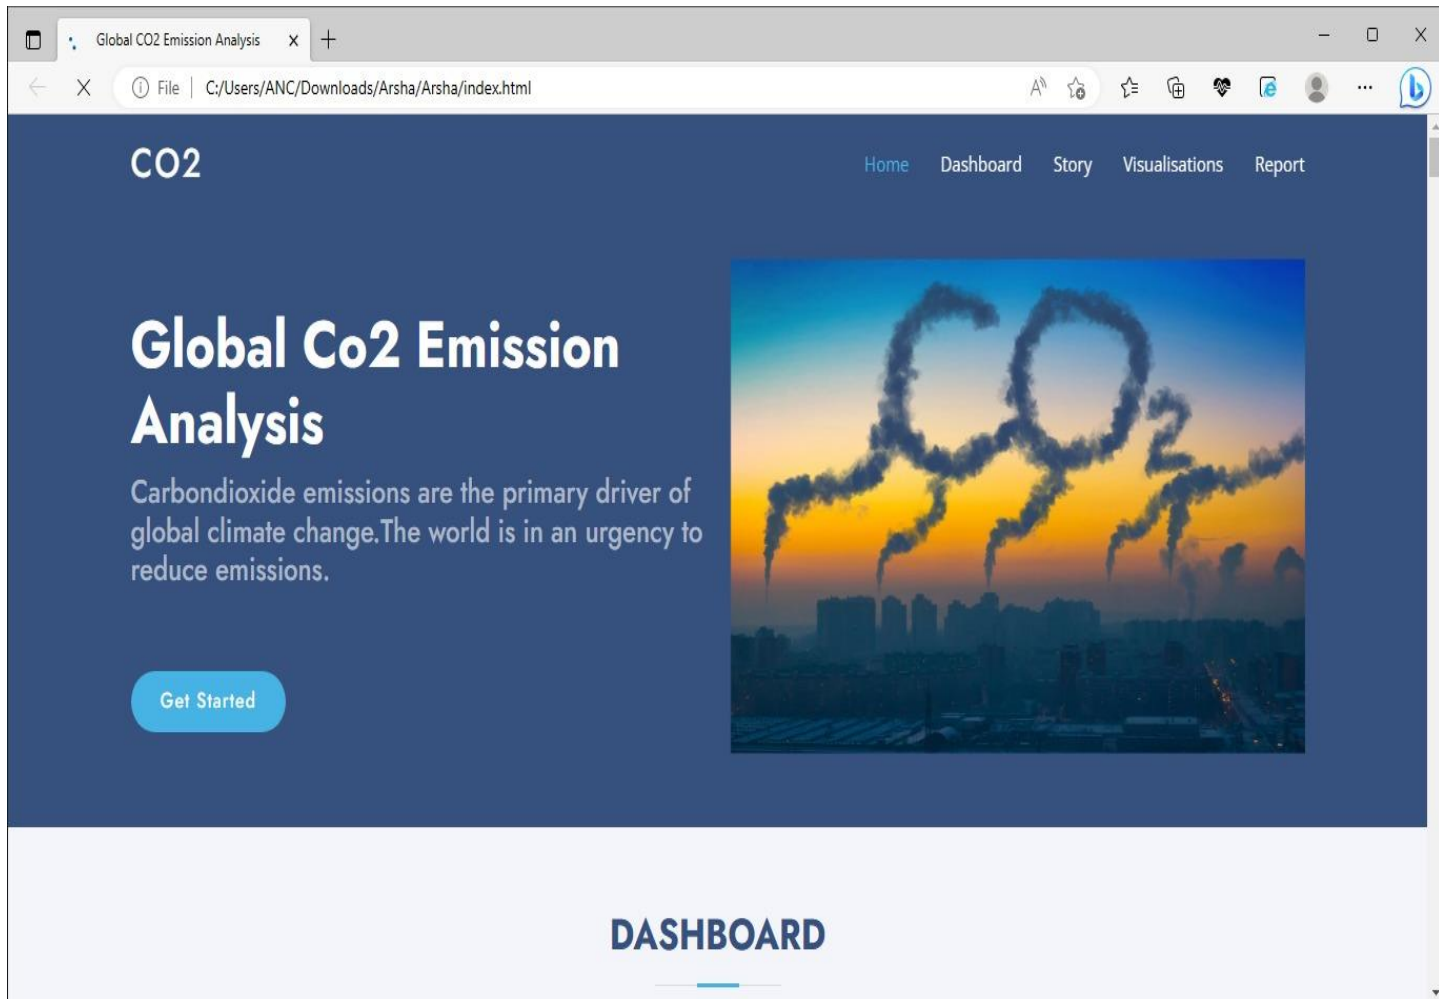 Global CO2 Emission Analysis
File
C:/Users/ANC/Downloads/Arsha/Arsha/index.html
CO2
Home Dashboard Story Visualisations Report
Global Co2 Emission
Analysis
Carbondioxide emissions are the primary driver of
global climate change.The world is in an urgency to
reduce emissions.
CO2
Get Started
DASHBOARD